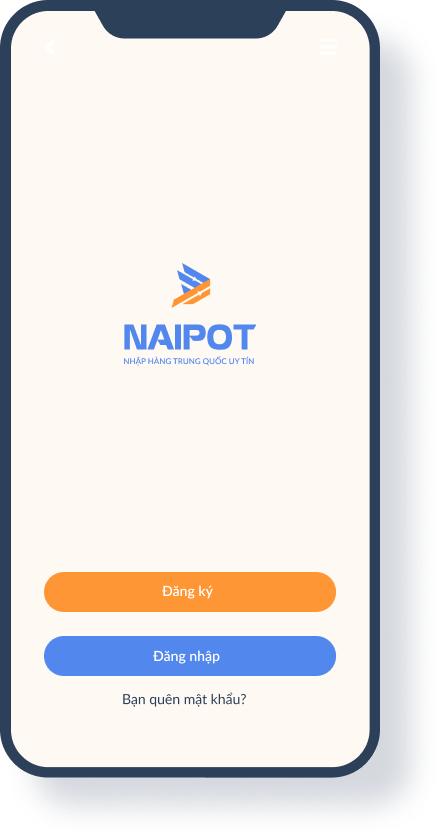 NAIPOT
NHẬP HÀNG TRUNG QUỐC UY TÍN
Đăng ký
Đăng nhập
Bạn quên mật khẩu?